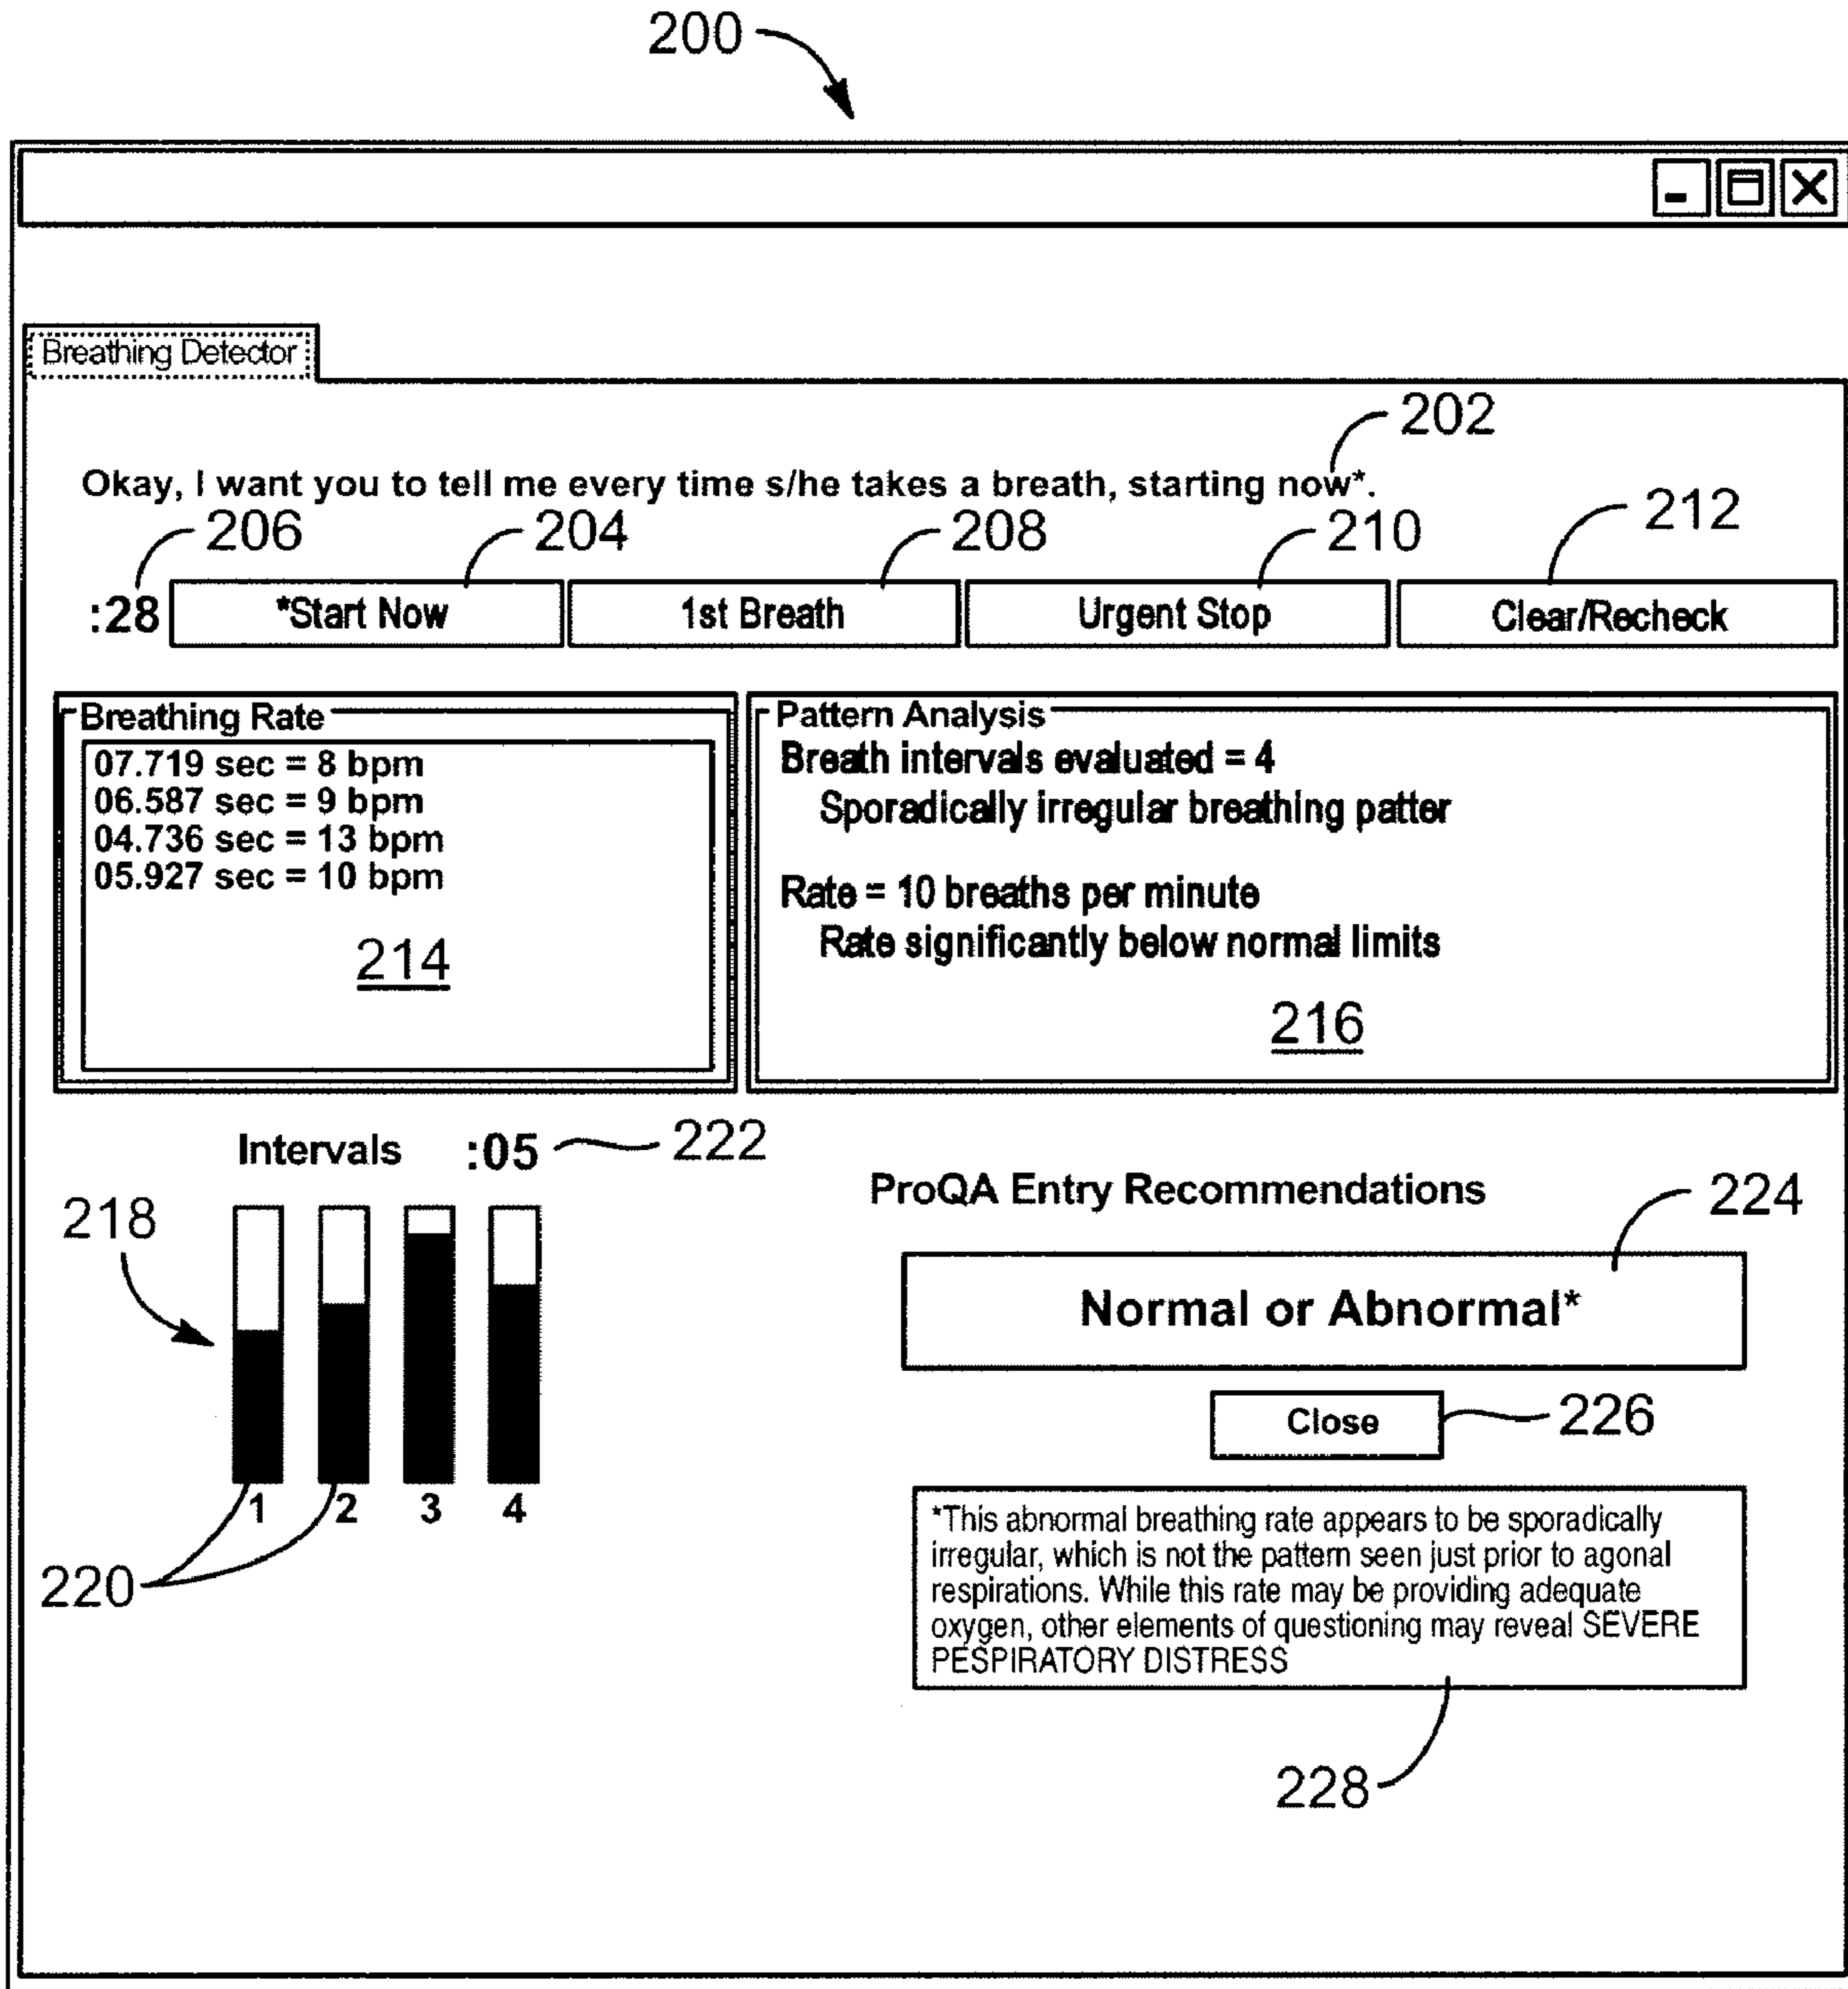 200
Breathing Detector
202
Okay, I want you to tell me every time s/he takes a breath, starting now*.
206 204 208 210 212
:28 *Start Now 1st Breath Urgent Stop Clear/Recheck
Breathing Rate
07.719 sec = 8 bpm
06.587 sec = 9 bpm
04.736 sec = 13 bpm
05.927 sec = 10 bpm
214
Pattern Analysis
Breath intervals evaluated = 4
Sporadically irregular breathing patter
Rate = 10 breaths per minute
Rate significantly below normal limits
216
Intervals :05 222
218
1 2 3 4
220
ProQA Entry Recommendations
224
Normal or Abnormal*
Close 226
*This abnormal breathing rate appears to be sporadically
irregular, which is not the pattern seen just prior to agonal
respirations. While this rate may be providing adequate
oxygen, other elements of questioning may reveal SEVERE
PESPIRATORY DISTRESS
228